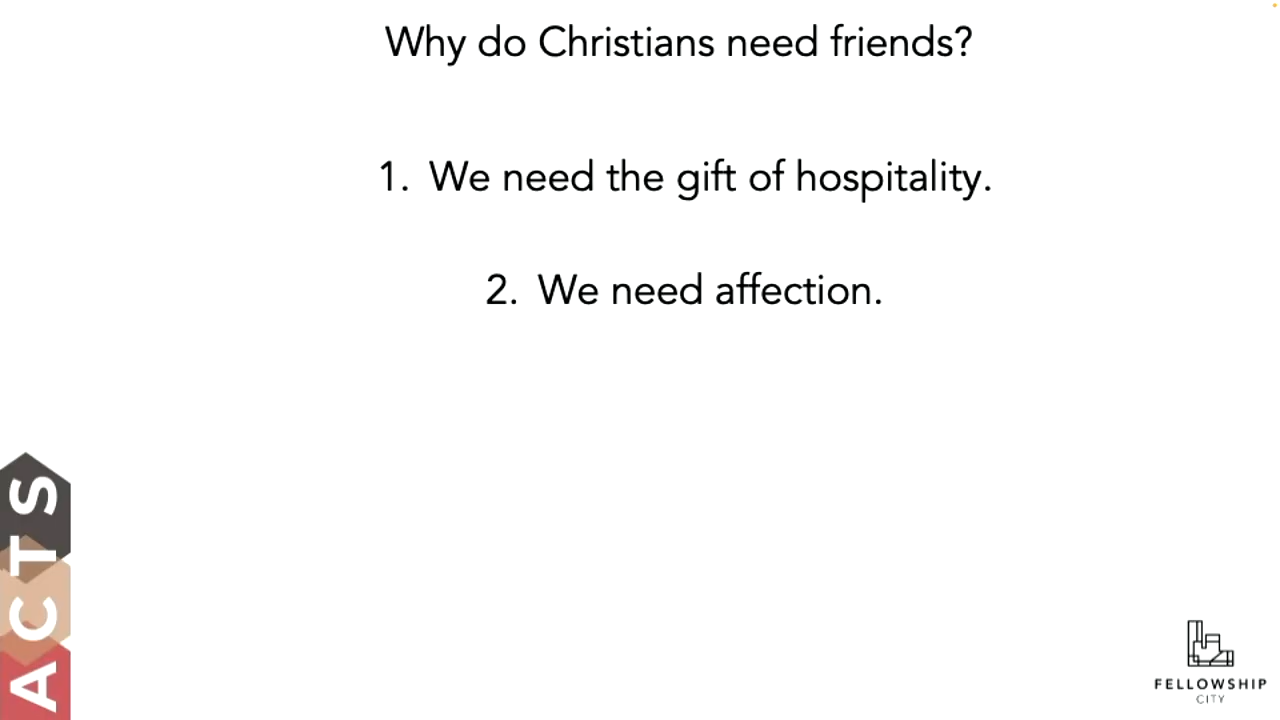 Why do Christians need friends?
1. We need the gift of hospitality.
2. We need affection.
ACTS
FELLOWSHIP
CITY